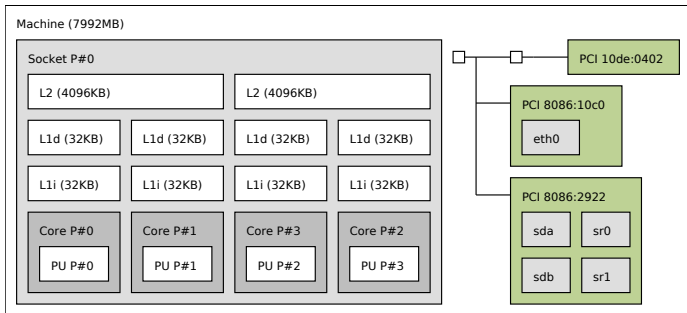 Machine (7992MB)
Socket P#0
L2 (4096KB) L2 (4096KB)
L1d (32KB) L1d (32KB) L1d (32KB) L1d (32KB)
L1i (32KB) L1i (32KB) L1i (32KB) L1i (32KB)
Core P#0 Core P#1 Core P#3 Core P#2
PU P#0 PU P#1 PU P#2 PU P#3
PCI 10de:0402
PCI 8086:10c0
eth0
PCI 8086:2922
sda sr0
sdb sr1